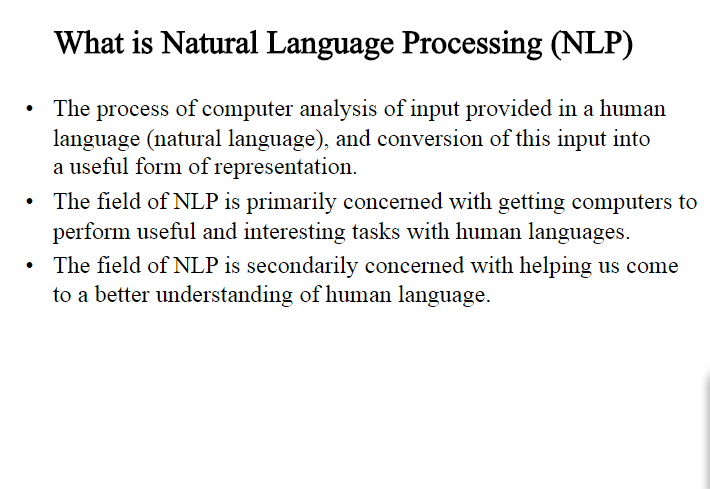 What is Natural Language Processing (NLP)
• The process of computer analysis of input provided in a human
language (natural language), and conversion of this input into
a useful form of representation.
• The field of NLP is primarily concerned with getting computers to
perform useful and interesting tasks with human languages.
• The field of NLP is secondarily concerned with helping us come
to a better understanding of human language.